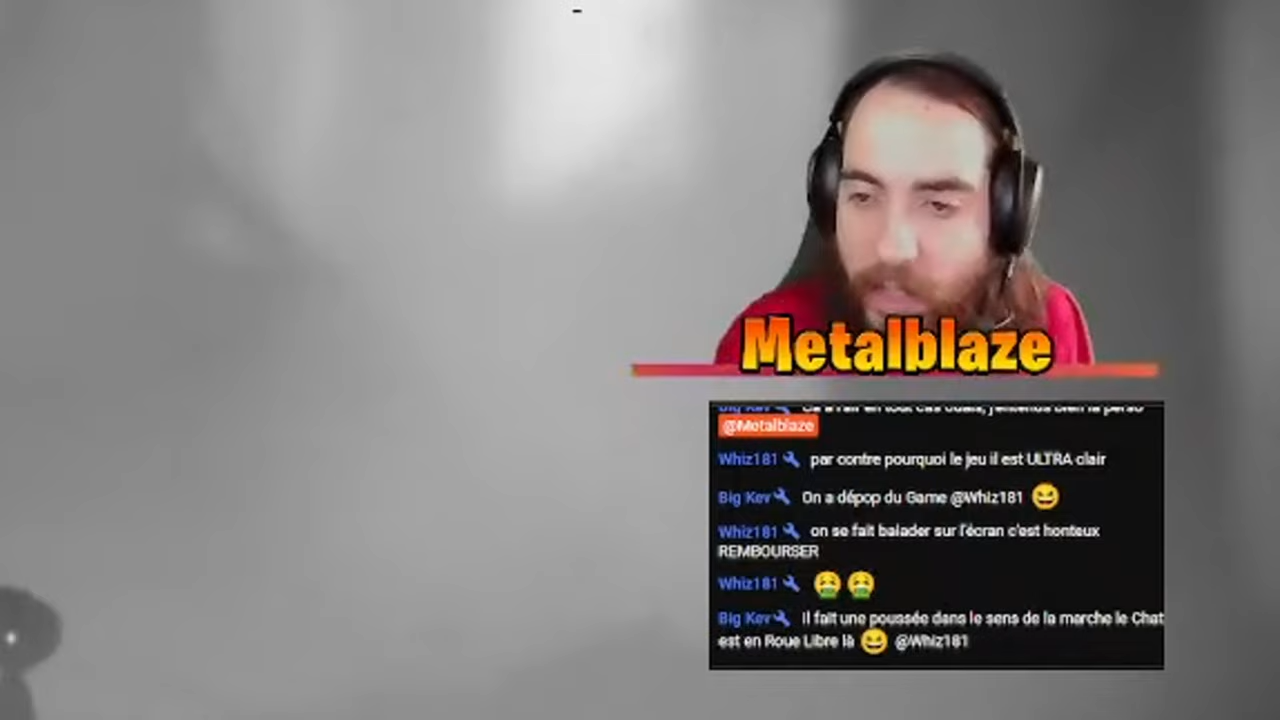 Metalblaze
Big Kev
@Metalblaze
Whiz181 par contre pourquoi le jeu il est ULTRA clair
Big Kev On a dépop du Game @Whiz181
Whiz181 on se fait balader sur l'écran c'est honteux
REMBOURSER
Whiz181
Big Kev Il fait une poussée dans le sens de la marche le Chat
est en Roue Libre là @Whiz181